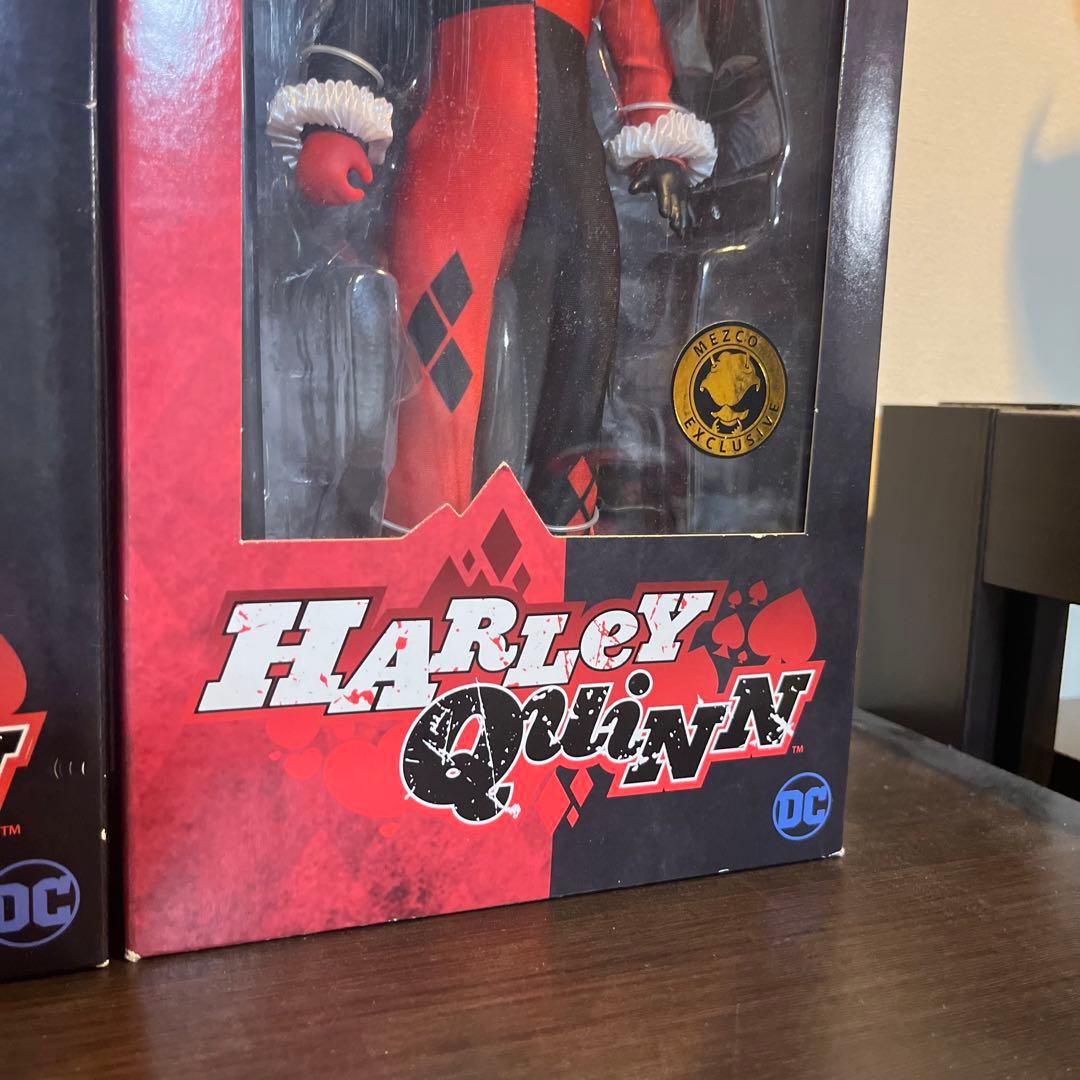 MEZCO
EXCLUSIVE
HARLeY
QUiNN
TM
DC
TM
DC